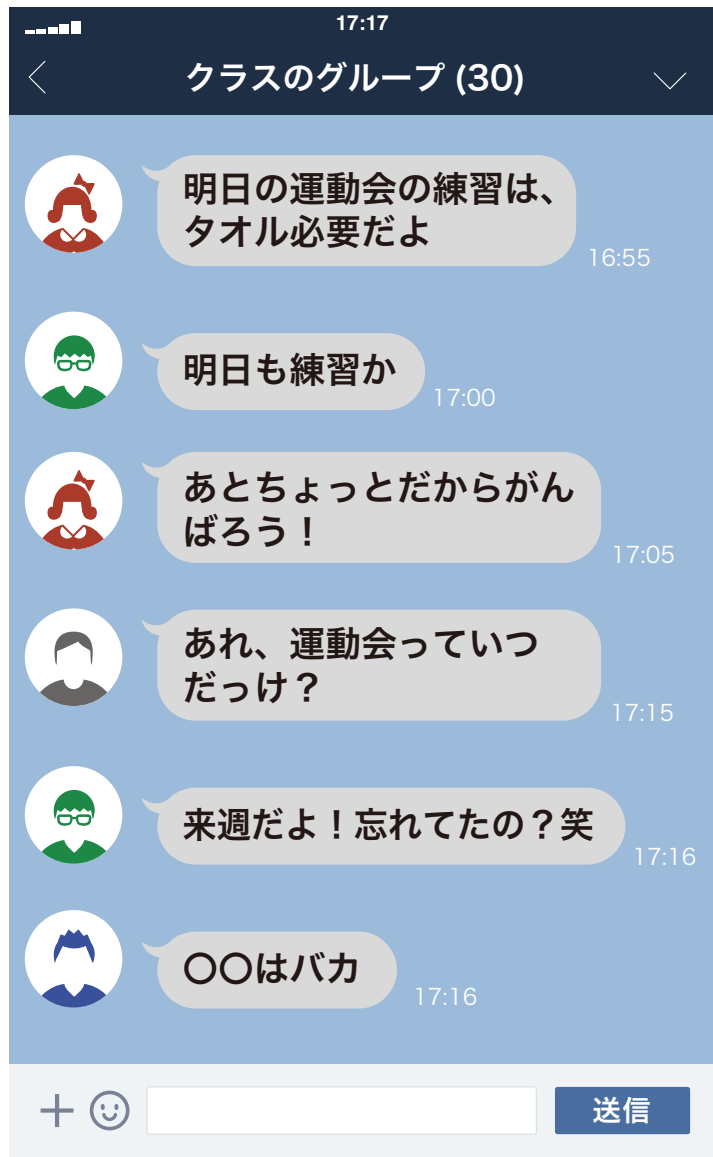 17:17
クラスのグループ (30)
明日の運動会の練習は、
タオル必要だよ
16:55
明日も練習か
17:00
あとちょっとだからがん
ばろう！
17:05
あれ、運動会っていつ
だっけ？
17:15
来週だよ！忘れてたの？笑
17:16
〇〇はバカ
17:16
送信